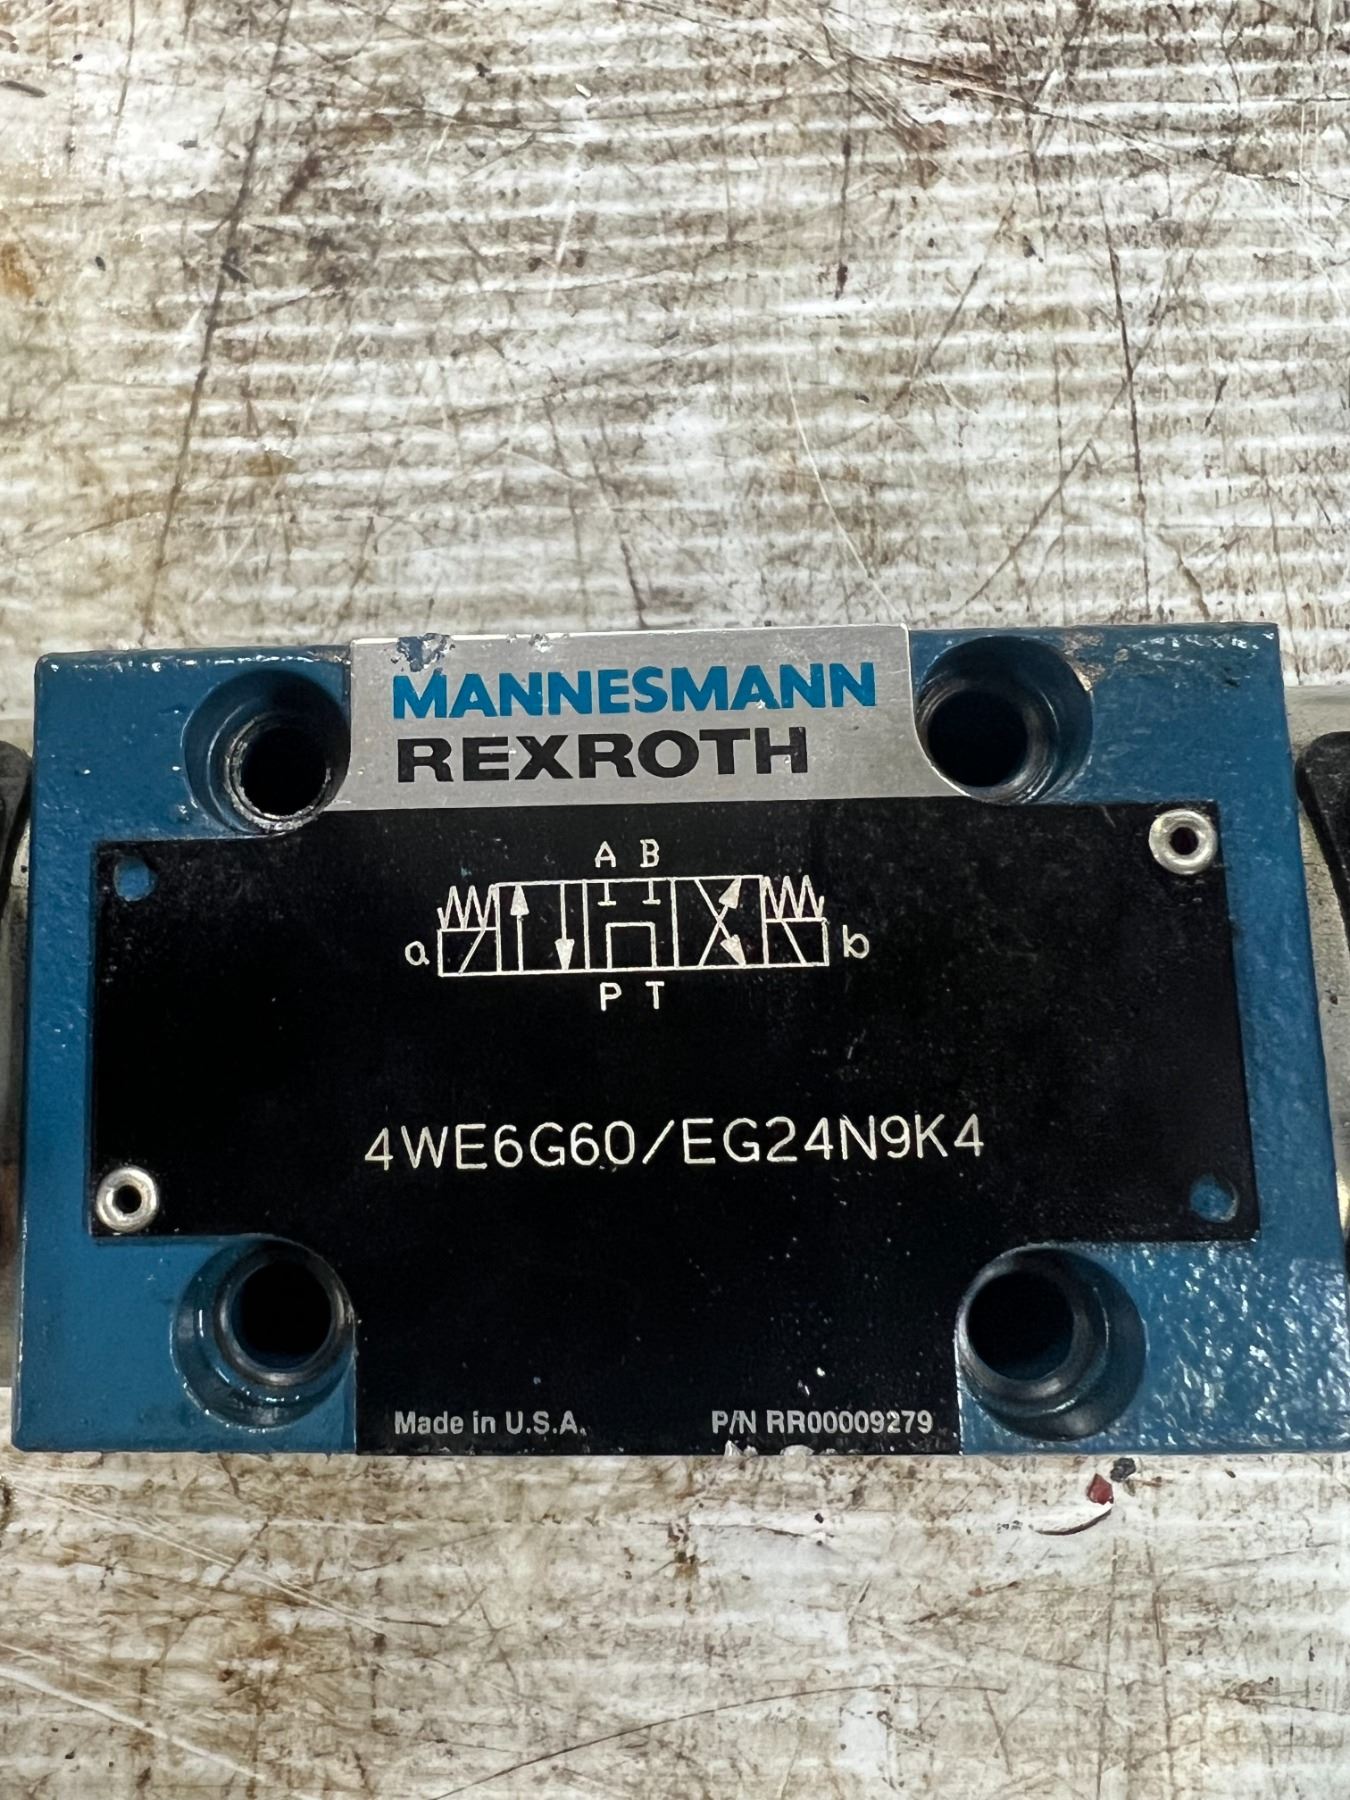 MANNESMANN
REXROTH
A B
a b
P T
4WE6G60/EG24N9K4
Made in U.S.A. P/N RR00009279